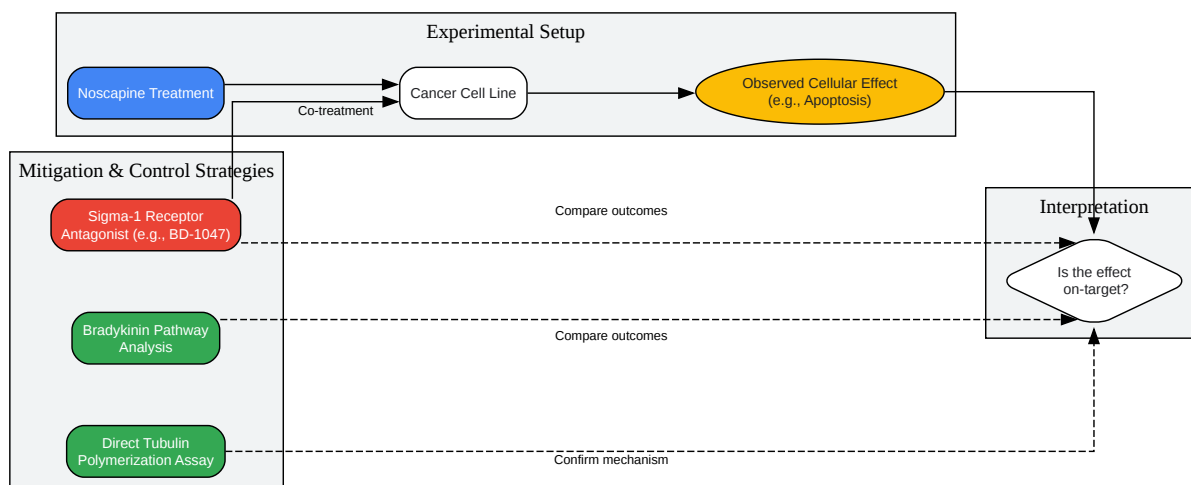 Experimental Setup
Noscapine Treatment
Cancer Cell Line
Observed Cellular Effect
(e.g., Apoptosis)
Co-treatment
Mitigation & Control Strategies
Sigma-1 Receptor
Antagonist (e.g., BD-1047)
Compare outcomes
Interpretation
Is the effect
on-target?
Bradykinin Pathway
Analysis
Compare outcomes
Direct Tubulin
Polymerization Assay
Confirm mechanism